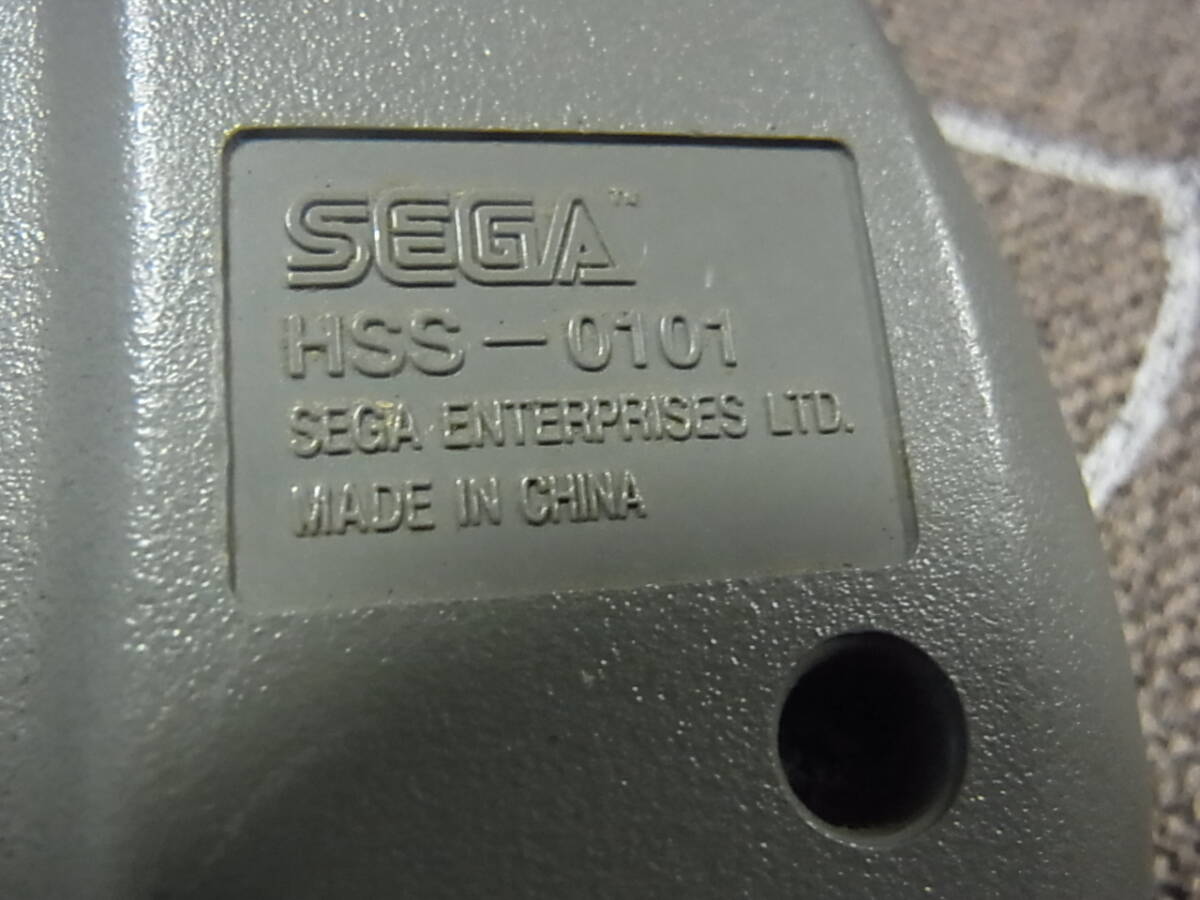 SEGA™
HSS-0101
SEGA ENTERPRISES LTD.
MADE IN CHINA